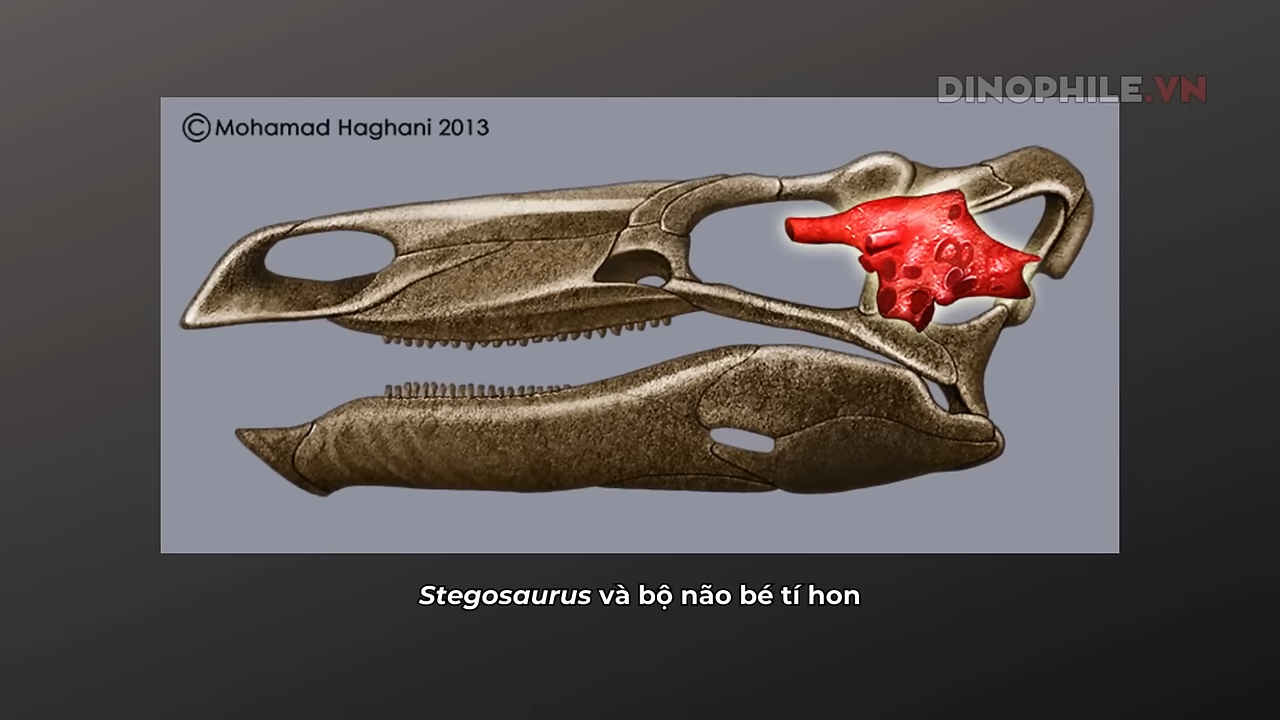 DINOPHILE.VN
©Mohamad Haghani 2013
Stegosaurus và bộ não bé tí hon